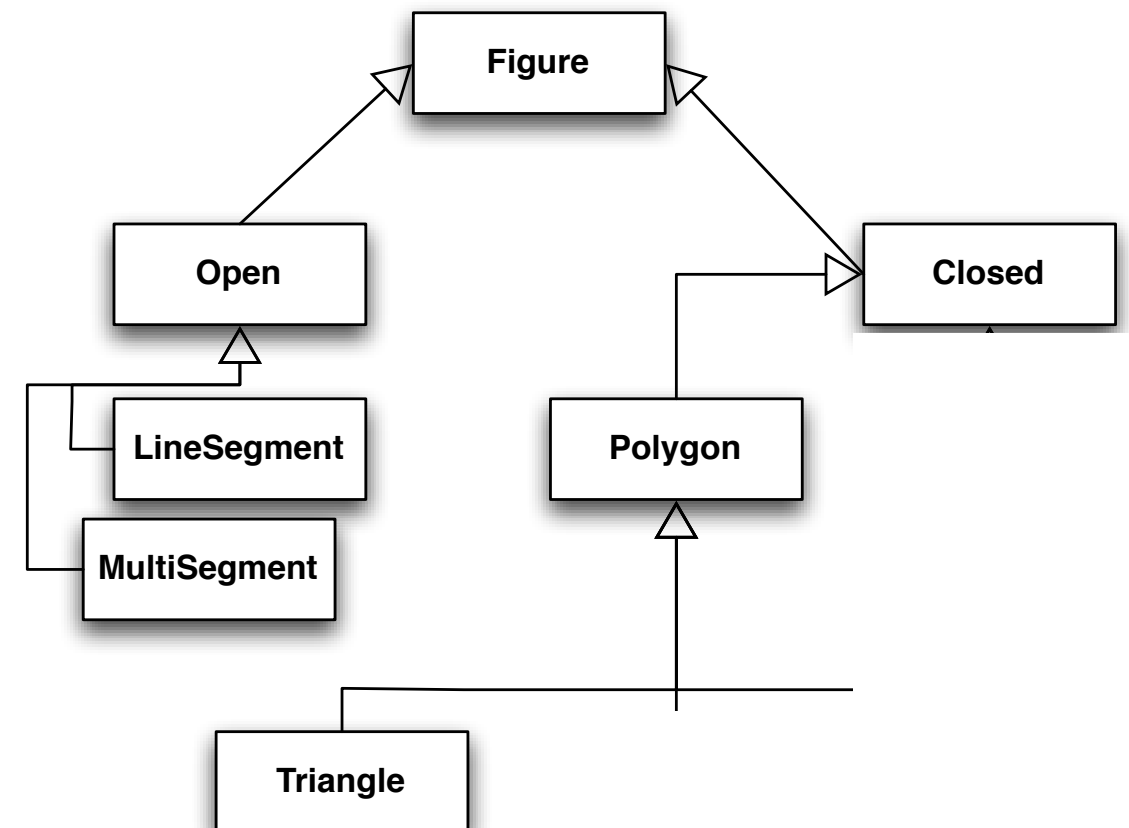 Figure
Open
Closed
LineSegment
Polygon
MultiSegment
Triangle